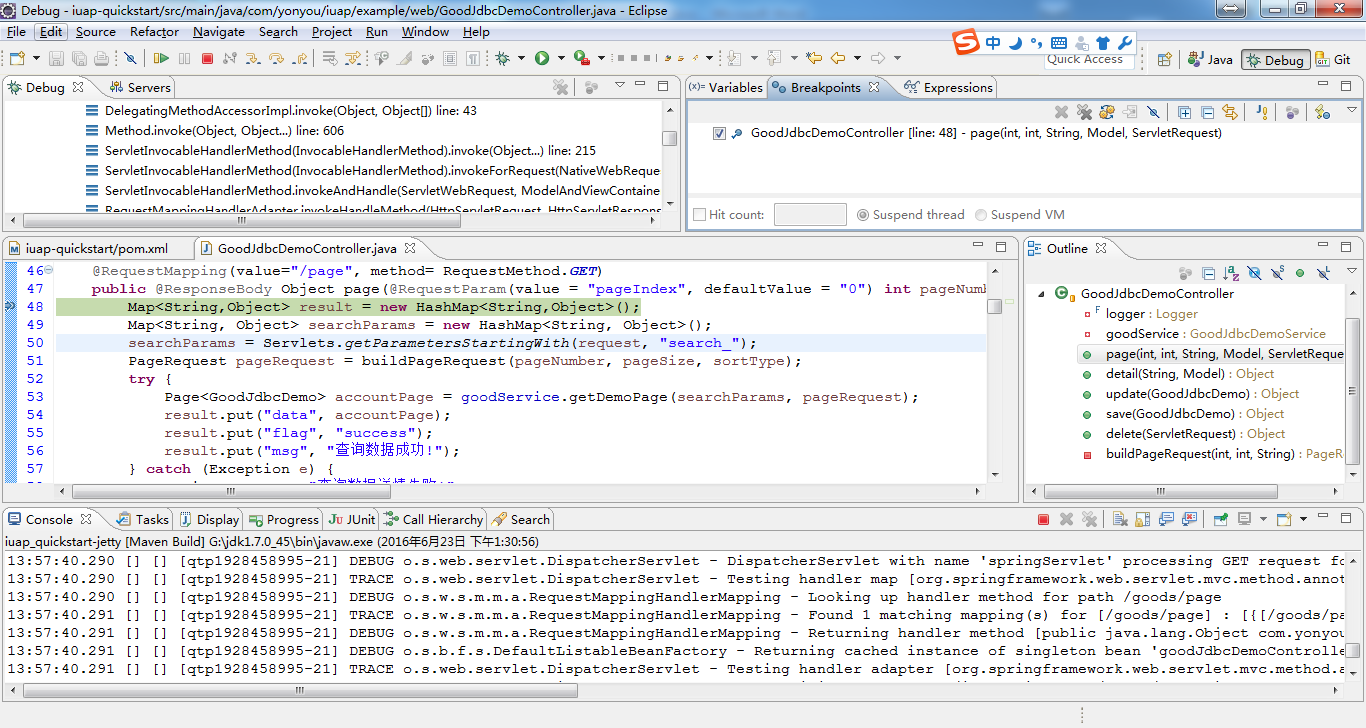 Debug - iuap-quickstart/src/main/java/com/yonyou/iuap/example/web/GoodJdbcDemoController.java - Eclipse
File Edit Source Refactor Navigate Search Project Run Window Help
中
Quick Access
Java Debug Git
Debug Servers
DelegatingMethodAccessorImpl.invoke(Object, Object[]) line: 43
Method.invoke(Object, Object...) line: 606
ServletInvocableHandlerMethod(InvocableHandlerMethod).invoke(Object...) line: 215
ServletInvocableHandlerMethod(InvocableHandlerMethod).invokeForRequest(NativeWebReque
ServletInvocableHandlerMethod.invokeAndHandle(ServletWebRequest, ModelAndViewContaine
RequestMappingHandlerAdapter.invokeHandleMethod(HttpServletRequest, HttpServletRespons
(x)= Variables Breakpoints Expressions
GoodJdbcDemoController [line: 48] - page(int, int, String, Model, ServletRequest)
Hit count: Suspend thread Suspend VM
iuap-quickstart/pom.xml GoodJdbcDemoController.java
46 @RequestMapping(value="/page", method= RequestMethod.GET)
47 public @ResponseBody Object page(@RequestParam(value = "pageIndex", defaultValue = "0") int pageNumb
48 Map<String,Object> result = new HashMap<String,Object>();
49 Map<String, Object> searchParams = new HashMap<String, Object>();
50 searchParams = Servlets.getParametersStartingWith(request, "search_");
51 PageRequest pageRequest = buildPageRequest(pageNumber, pageSize, sortType);
52 try {
53 Page<GoodJdbcDemo> accountPage = goodService.getDemoPage(searchParams, pageRequest);
54 result.put("data", accountPage);
55 result.put("flag", "success");
56 result.put("msg", "查询数据成功!");
57 } catch (Exception e) {
Outline
GoodJdbcDemoController
logger : Logger
goodService : GoodJdbcDemoService
page(int, int, String, Model, ServletReque
detail(String, Model) : Object
update(GoodJdbcDemo) : Object
save(GoodJdbcDemo) : Object
delete(ServletRequest) : Object
buildPageRequest(int, int, String) : PageR
Console Tasks Display Progress JUnit Call Hierarchy Search
iuap_quickstart-jetty [Maven Build] G:\jdk1.7.0_45\bin\javaw.exe (2016年6月23日 下午1:30:56)
13:57:40.290 [] [] [qtp1928458995-21] DEBUG o.s.web.servlet.DispatcherServlet - DispatcherServlet with name 'springServlet' processing GET request fo
13:57:40.290 [] [] [qtp1928458995-21] TRACE o.s.web.servlet.DispatcherServlet - Testing handler map [org.springframework.web.servlet.mvc.method.annot
13:57:40.290 [] [] [qtp1928458995-21] DEBUG o.s.w.s.m.m.a.RequestMappingHandlerMapping - Looking up handler method for path /goods/page
13:57:40.291 [] [] [qtp1928458995-21] TRACE o.s.w.s.m.m.a.RequestMappingHandlerMapping - Found 1 matching mapping(s) for [/goods/page] : [{[/goods/pa
13:57:40.291 [] [] [qtp1928458995-21] DEBUG o.s.w.s.m.m.a.RequestMappingHandlerMapping - Returning handler method [public java.lang.Object com.yonyou
13:57:40.291 [] [] [qtp1928458995-21] DEBUG o.s.b.f.s.DefaultListableBeanFactory - Returning cached instance of singleton bean 'goodJdbcDemoControlle
13:57:40.291 [] [] [qtp1928458995-21] TRACE o.s.web.servlet.DispatcherServlet - Testing handler adapter [org.springframework.web.servlet.mvc.method.a